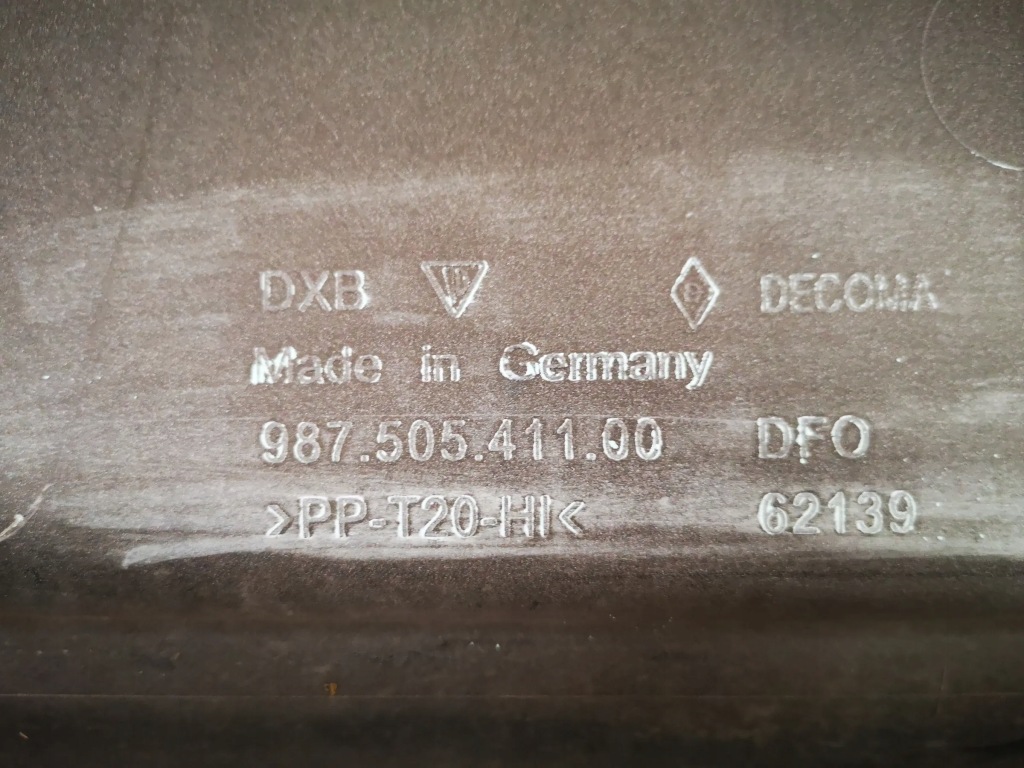 DXB DECOMA
Made in Germany
987.505.411.00 DFO
>PP-T20-HI< 62139